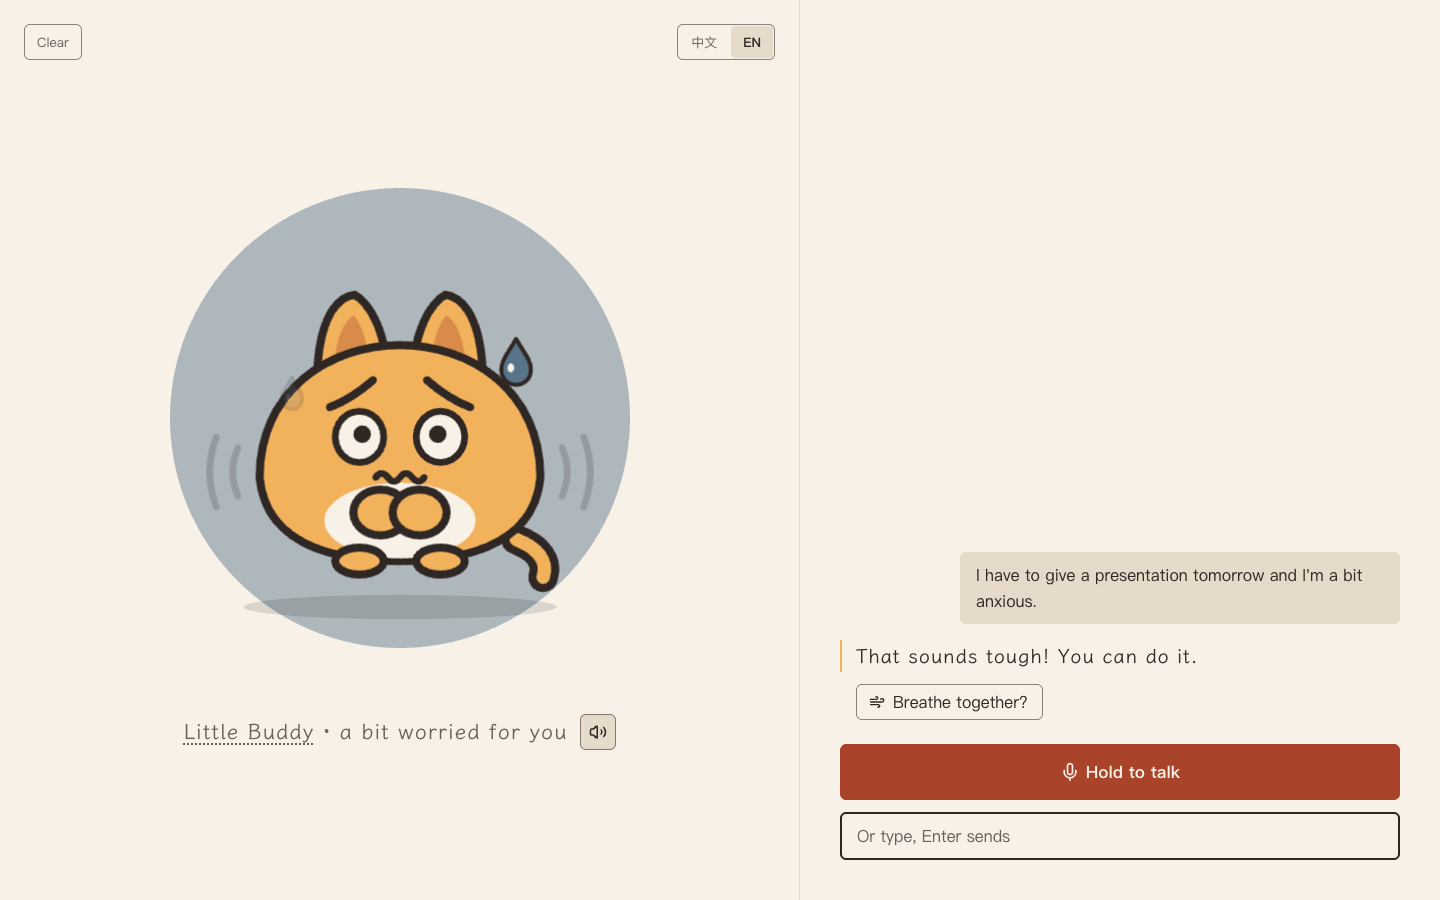 Clear
中文 EN
I have to give a presentation tomorrow and I'm a bit
anxious.
That sounds tough! You can do it.
Breathe together?
Little Buddy · a bit worried for you
Hold to talk
Or type, Enter sends